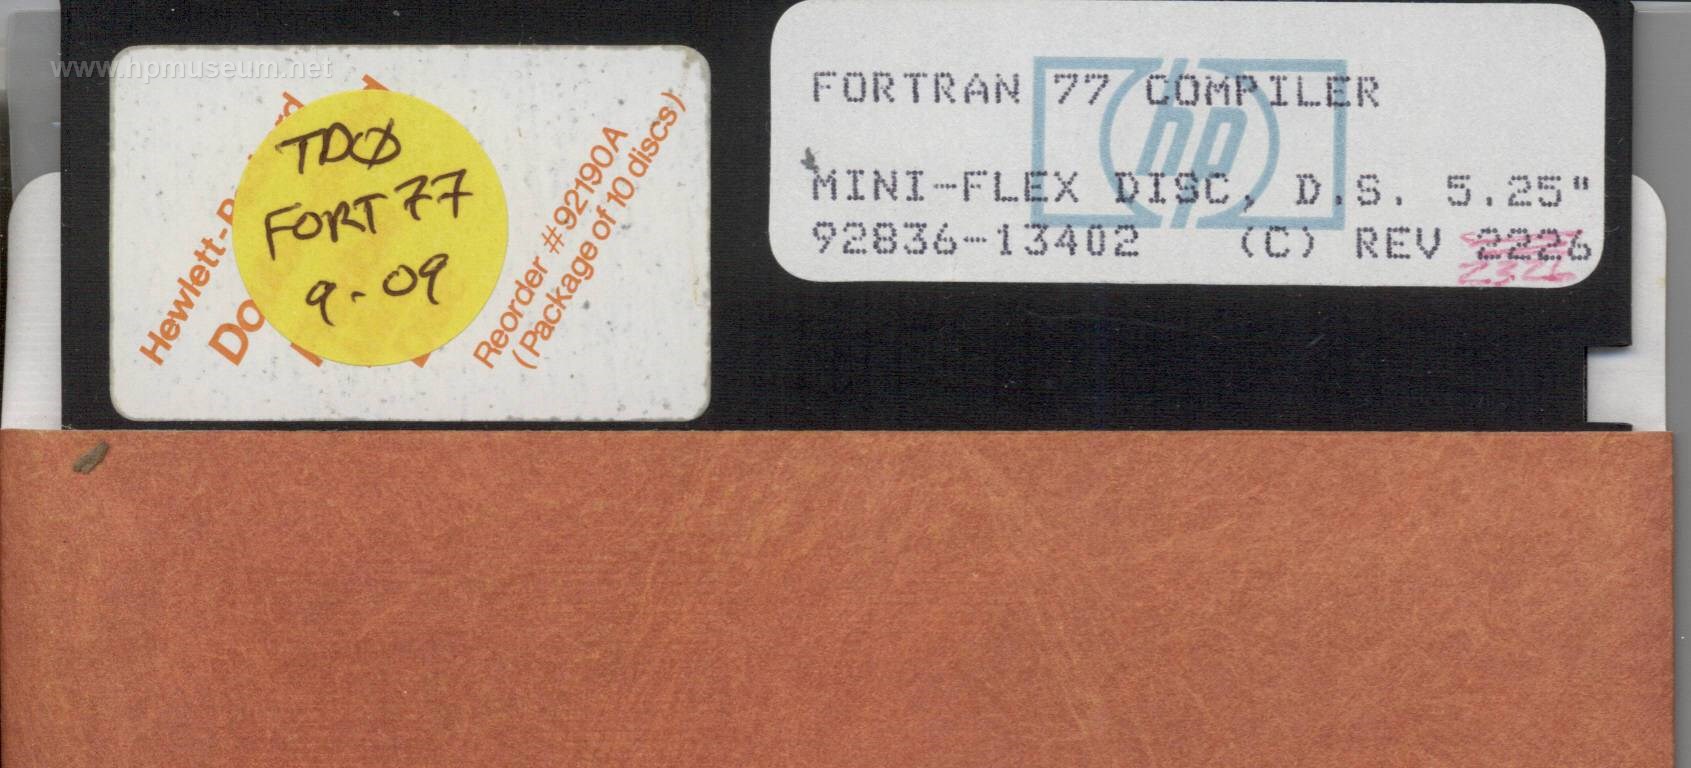 www.hpmuseum.net
Hewlett-
TDØ
FORT 77
9-09
Reorder #92190A
(Package of 10 discs)
FORTRAN 77 COMPILER
hp
MINI-FLEX DISC, D.S. 5.25"
92836-13402 (C) REV 2226
2326